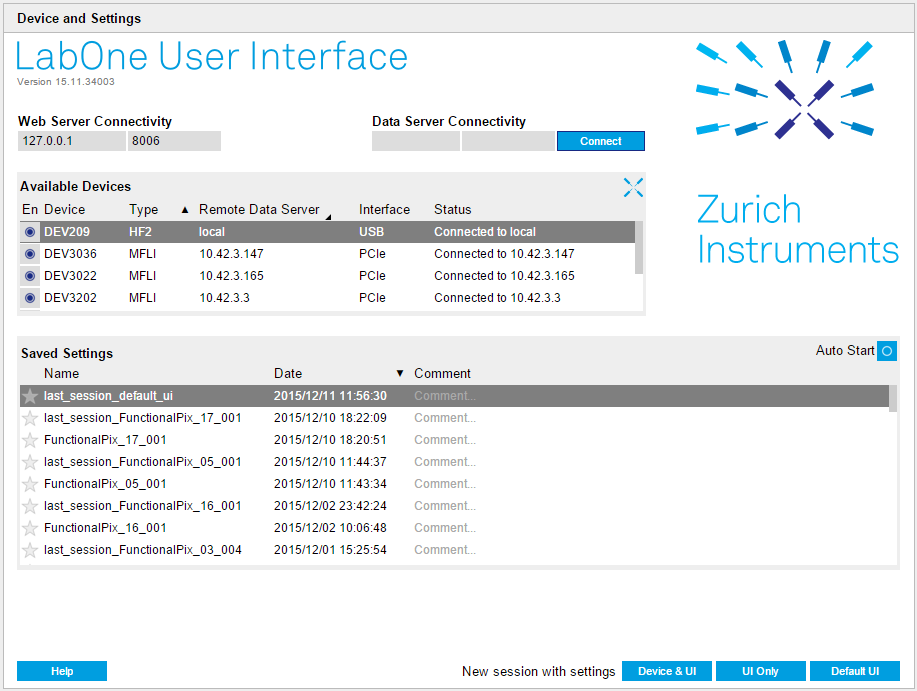 Device and Settings
LabOne User Interface
Version 15.11.34003
Web Server Connectivity Data Server Connectivity
127.0.0.1 8006 Connect
Zurich
Instruments
Available Devices
En Device Type ▲ Remote Data Server Interface Status
DEV209 HF2 local USB Connected to local
DEV3036 MFLI 10.42.3.147 PCIe Connected to 10.42.3.147
DEV3022 MFLI 10.42.3.165 PCIe Connected to 10.42.3.165
DEV3202 MFLI 10.42.3.3 PCIe Connected to 10.42.3.3
Saved Settings Auto Start
Name Date ▼ Comment
last_session_default_ui 2015/12/11 11:56:30 Comment...
last_session_FunctionalPix_17_001 2015/12/10 18:22:09 Comment...
FunctionalPix_17_001 2015/12/10 18:20:51 Comment...
last_session_FunctionalPix_05_001 2015/12/10 11:44:37 Comment...
FunctionalPix_05_001 2015/12/10 11:43:34 Comment...
last_session_FunctionalPix_16_001 2015/12/02 23:42:24 Comment...
FunctionalPix_16_001 2015/12/02 10:06:48 Comment...
last_session_FunctionalPix_03_004 2015/12/01 15:25:54 Comment...
Help New session with settings Device & UI UI Only Default UI